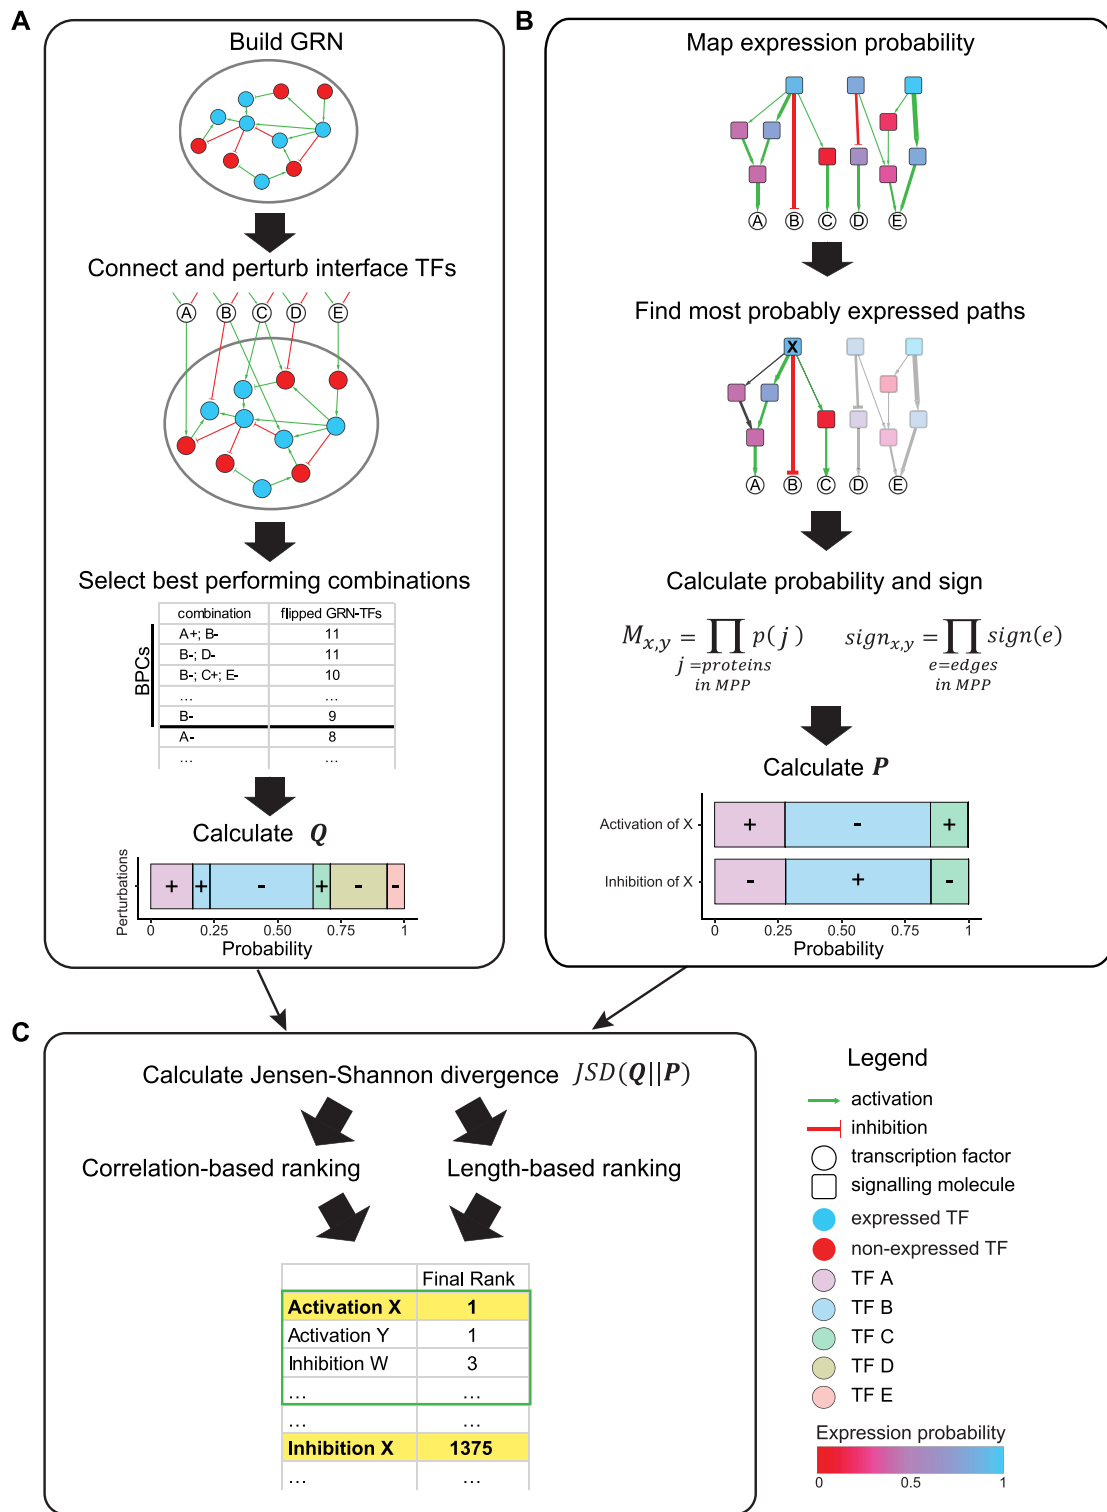 A
Build GRN
Connect and perturb interface TFs
A B C D E
Select best performing combinations
combination flipped GRN-TFs
BPCs
A+; B- 11
B-; D- 11
B-; C+; E- 10
... ...
B- 9
A- 8
... ...
Calculate Q
Perturbations
+ + - + - -
0 0.25 0.50 0.75 1
Probability
B
Map expression probability
A B C D E
Find most probably expressed paths
X
A B C D E
Calculate probability and sign
M_{x,y} = ∏ p(j) sign_{x,y} = ∏ sign(e)
j=proteins e=edges
in MPP in MPP
Calculate P
Activation of X + - +
Inhibition of X - + -
0 0.25 0.50 0.75 1
Probability
C
Calculate Jensen-Shannon divergence JSD(Q||P)
Correlation-based ranking Length-based ranking
Final Rank
Activation X 1
Activation Y 1
Inhibition W 3
... ...
... ...
Inhibition X 1375
... ...
Legend
activation
inhibition
transcription factor
signalling molecule
expressed TF
non-expressed TF
TF A
TF B
TF C
TF D
TF E
Expression probability
0 0.5 1